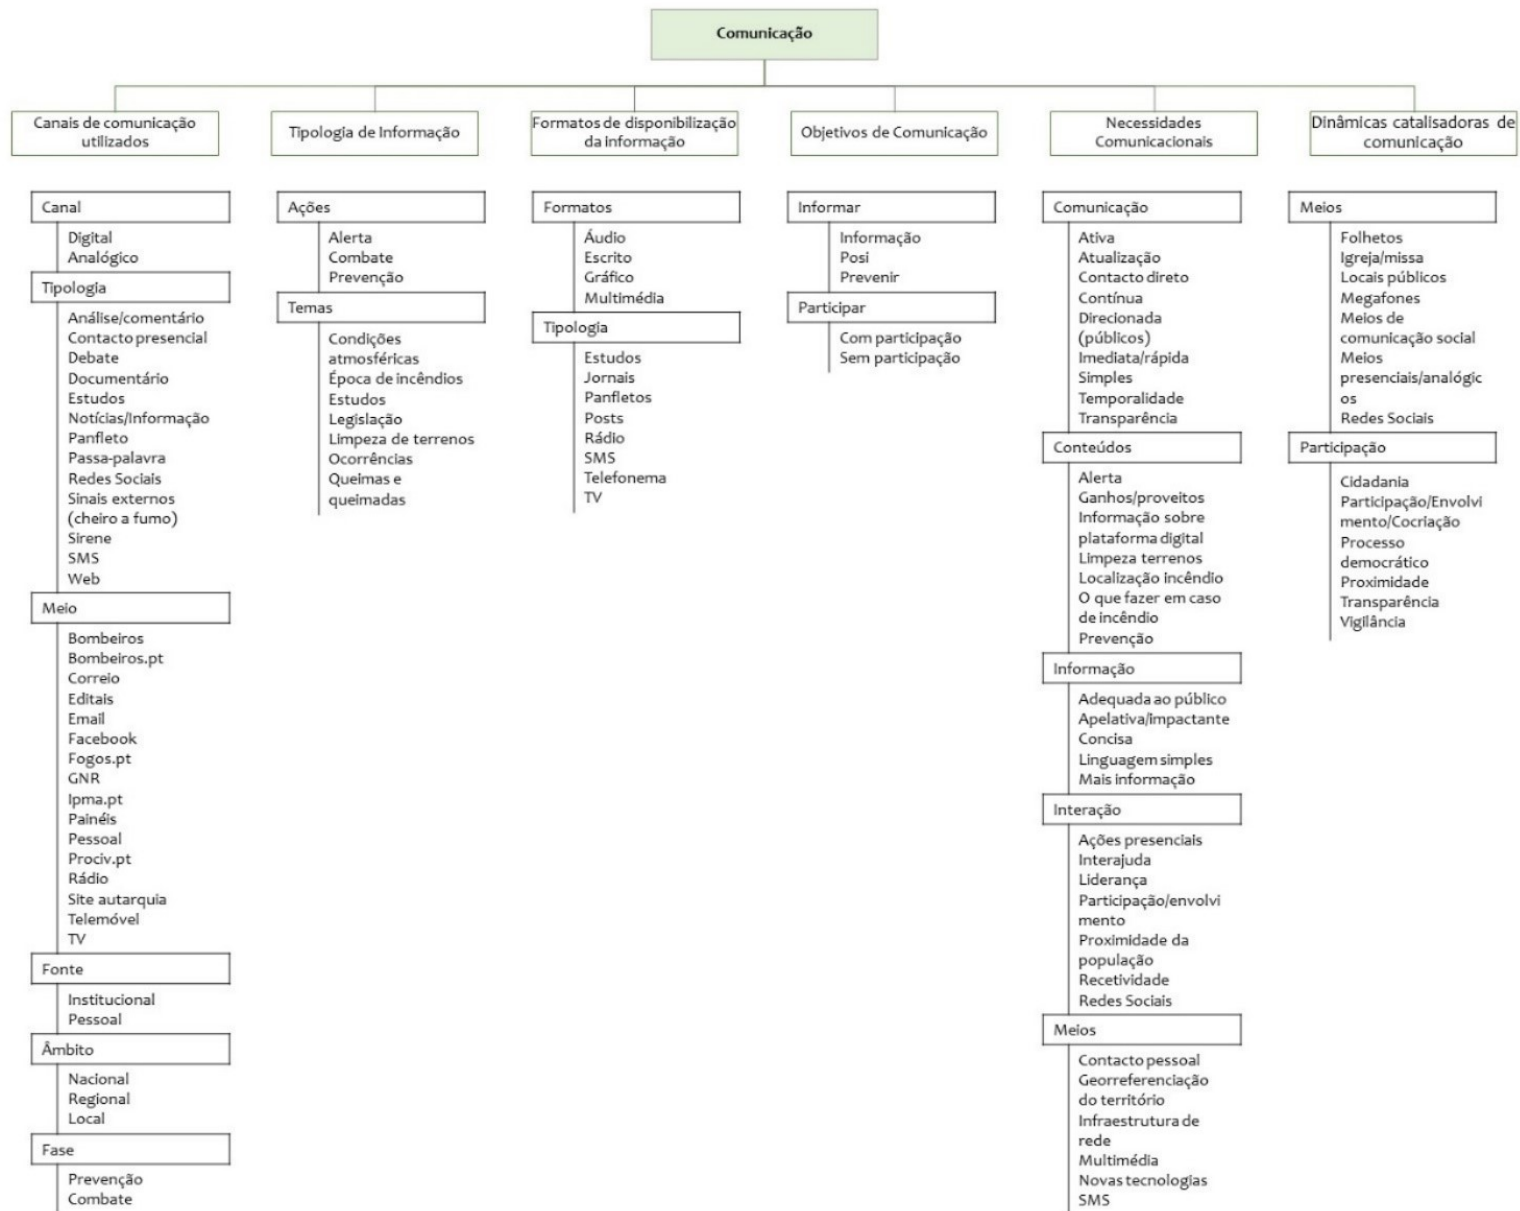 Comunicação
Canais de comunicação
utilizados
Tipologia de Informação
Formatos de disponibilização
da informação
Objetivos de Comunicação
Necessidades
Comunicacionais
Dinâmicas catalisadoras de
comunicação
Canal
Digital
Analógico
Tipologia
Análise/comentário
Contacto presencial
Debate
Documentário
Estudos
Notícias/Informação
Panfleto
Passa-palavra
Redes Sociais
Sinais externos
(cheiro a fumo)
Sirene
SMS
Web
Meio
Bombeiros
Bombeiros.pt
Correio
Editais
Email
Facebook
Fogos.pt
GNR
Ipma.pt
Painéis
Pessoal
Prociv.pt
Rádio
Site autarquia
Telemóvel
TV
Fonte
Institucional
Pessoal
Âmbito
Nacional
Regional
Local
Fase
Prevenção
Combate
Ações
Alerta
Combate
Prevenção
Temas
Condições
atmosféricas
Época de incêndios
Estudos
Legislação
Limpeza de terrenos
Ocorrências
Queimas e
queimadas
Formatos
Áudio
Escrito
Gráfico
Multimédia
Tipologia
Estudos
Jornais
Panfletos
Posts
Rádio
SMS
Telefonema
TV
Informar
Informação
Posi
Prevenir
Participar
Com participação
Sem participação
Comunicação
Ativa
Atualização
Contacto direto
Contínua
Direcionada
(públicos)
Imediata/rápida
Simples
Temporalidade
Transparência
Conteúdos
Alerta
Ganhos/proveitos
Informação sobre
plataforma digital
Limpeza terrenos
Localização incêndio
O que fazer em caso
de incêndio
Prevenção
Informação
Adequada ao público
Apelativa/impactante
Concisa
Linguagem simples
Mais informação
Interação
Ações presenciais
Interajuda
Liderança
Participação/envolvi
mento
Proximidade da
população
Recetividade
Redes Sociais
Meios
Contacto pessoal
Georreferenciação
do território
Infraestrutura de
rede
Multimédia
Novas tecnologias
SMS
Meios
Folhetos
Igreja/missa
Locais públicos
Megafones
Meios de
comunicação social
Meios
presenciais/analógic
os
Redes Sociais
Participação
Cidadania
Participação/Envolvi
mento/Cocriação
Processo
democrático
Proximidade
Transparência
Vigilância